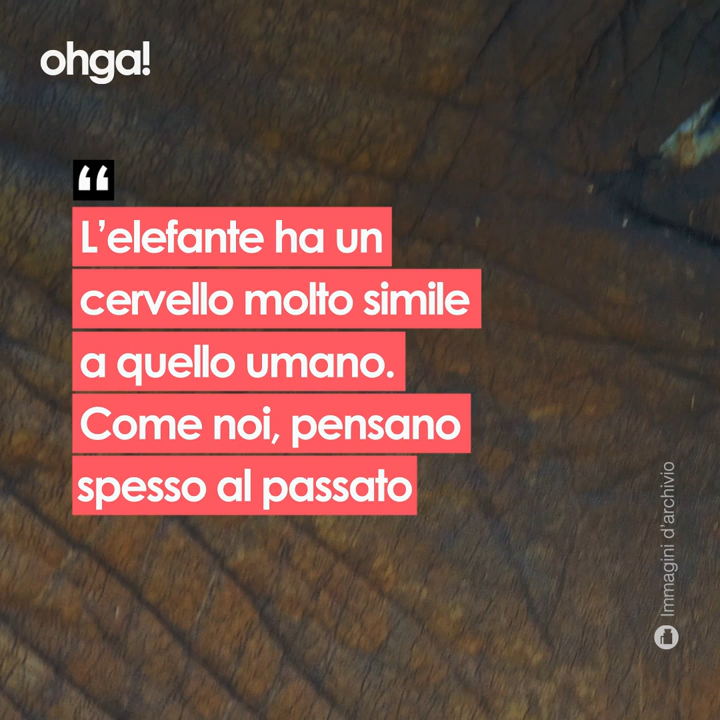 ohga!
“
L’elefante ha un
cervello molto simile
a quello umano.
Come noi, pensano
spesso al passato
Immagini d’archivio